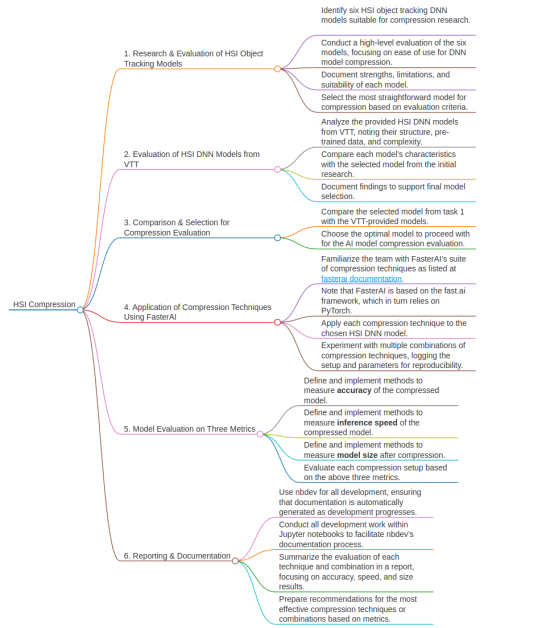 HSI Compression
1. Research & Evaluation of HSI Object
Tracking Models
Identify six HSI object tracking DNN
models suitable for compression research.
Conduct a high-level evaluation of the six
models, focusing on ease of use for DNN
model compression.
Document strengths, limitations, and
suitability of each model.
Select the most straightforward model for
compression based on evaluation criteria.
2. Evaluation of HSI DNN Models from
VTT
Analyze the provided HSI DNN models
from VTT, noting their structure, pre-
trained data, and complexity.
Compare each model's characteristics
with the selected model from the initial
research.
Document findings to support final model
selection.
3. Comparison & Selection for
Compression Evaluation
Compare the selected model from task 1
with the VTT-provided models.
Choose the optimal model to proceed with
for the AI model compression evaluation.
4. Application of Compression Techniques
Using FasterAI
Familiarize the team with FasterAI's suite
of compression techniques as listed at
fasterai documentation.
Note that FasterAI is based on the fast.ai
framework, which in turn relies on
PyTorch.
Apply each compression technique to the
chosen HSI DNN model.
Experiment with multiple combinations of
compression techniques, logging the
setup and parameters for reproducibility.
5. Model Evaluation on Three Metrics
Define and implement methods to
measure accuracy of the compressed
model.
Define and implement methods to
measure inference speed of the
compressed model.
Define and implement methods to
measure model size after compression.
Evaluate each compression setup based
on the above three metrics.
6. Reporting & Documentation
Use nbdev for all development, ensuring
that documentation is automatically
generated as development progresses.
Conduct all development work within
Jupyter notebooks to facilitate nbdev's
documentation process.
Summarize the evaluation of each
technique and combination in a report,
focusing on accuracy, speed, and size
results.
Prepare recommendations for the most
effective compression techniques or
combinations based on metrics.